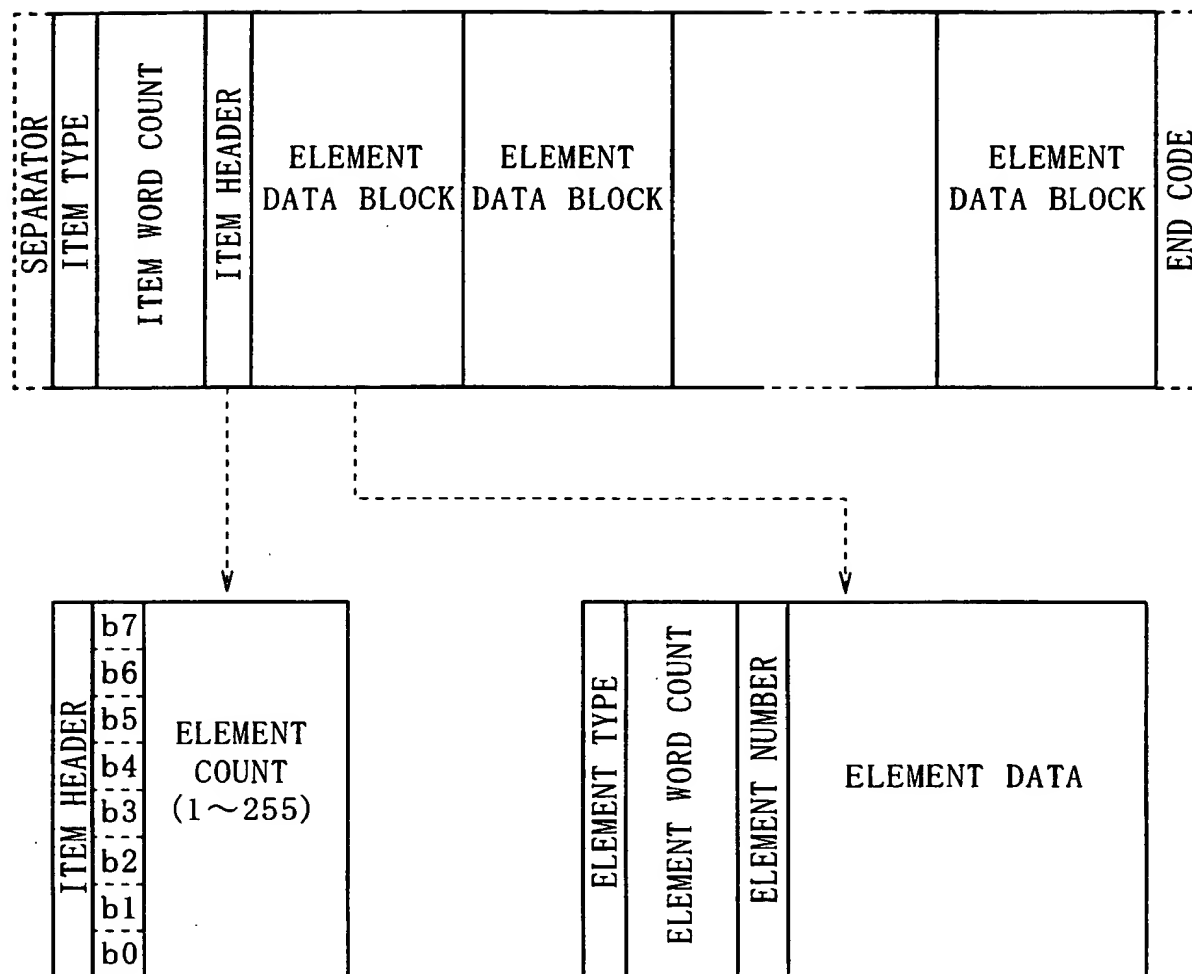 SEPARATOR
ITEM TYPE
ITEM WORD COUNT
ITEM HEADER
ELEMENT
DATA BLOCK
ELEMENT
DATA BLOCK
ELEMENT
DATA BLOCK
END CODE
ITEM HEADER
b7
b6
b5
b4
b3
b2
b1
b0
ELEMENT
COUNT
(1～255)
ELEMENT TYPE
ELEMENT WORD COUNT
ELEMENT NUMBER
ELEMENT DATA